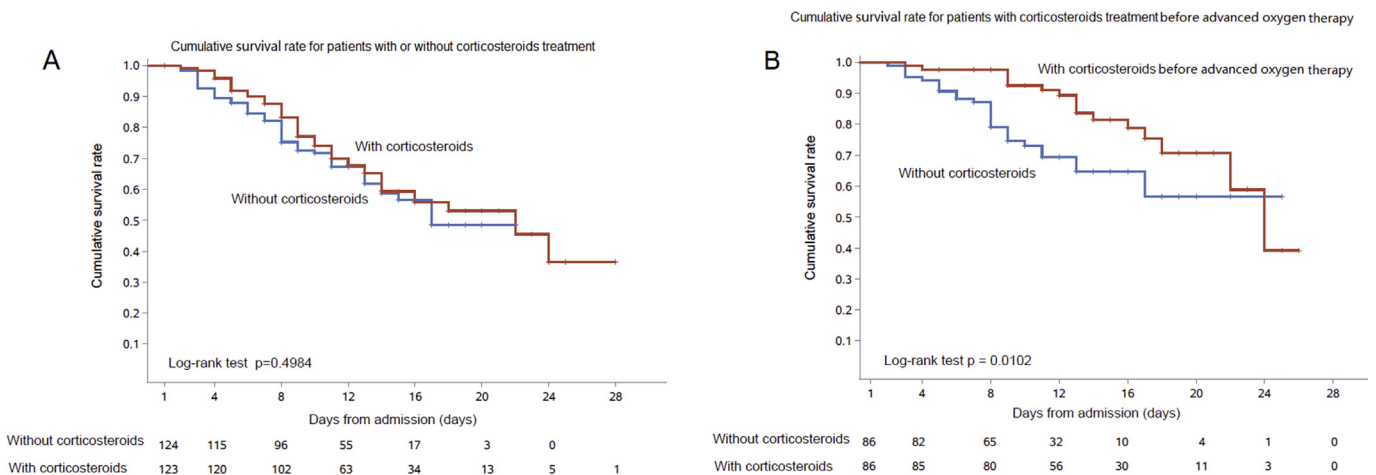 A
Cumulative survival rate for patients with or without corticosteroids treatment
Cumulative survival rate
1.0
0.9
0.8
0.7
0.6
0.5
0.4
0.3
0.2
0.1
With corticosteroids
Without corticosteroids
Log-rank test p=0.4984
1 4 8 12 16 20 24 28
Days from admission (days)
Without corticosteroids 124 115 96 55 17 3 0
With corticosteroids 123 120 102 63 34 13 5 1
Cumulative survival rate for patients with corticosteroids treatment before advanced oxygen therapy
B
Cumulative survival rate
1.0
0.9
0.8
0.7
0.6
0.5
0.4
0.3
0.2
0.1
With corticosteroids before advanced oxygen therapy
Without corticosteroids
Log-rank test p = 0.0102
1 4 8 12 16 20 24 28
Days from admission (days)
Without corticosteroids 86 82 65 32 10 4 1 0
With corticosteroids 86 85 80 56 30 11 3 0